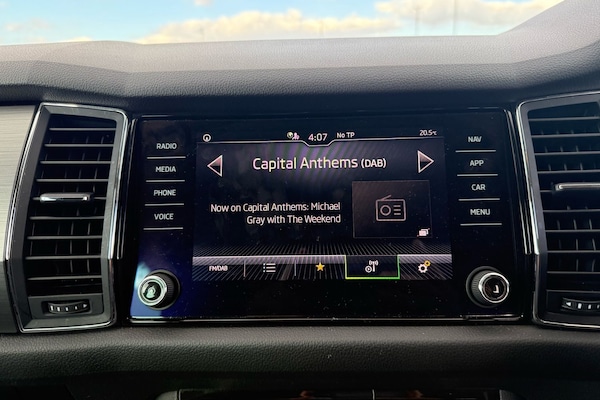 RADIO
MEDIA
PHONE
VOICE
4:07 No TP 20.5°C
Capital Anthems (DAB)
Now on Capital Anthems: Michael
Gray with The Weekend
FM/DAB
NAV
APP
CAR
MENU